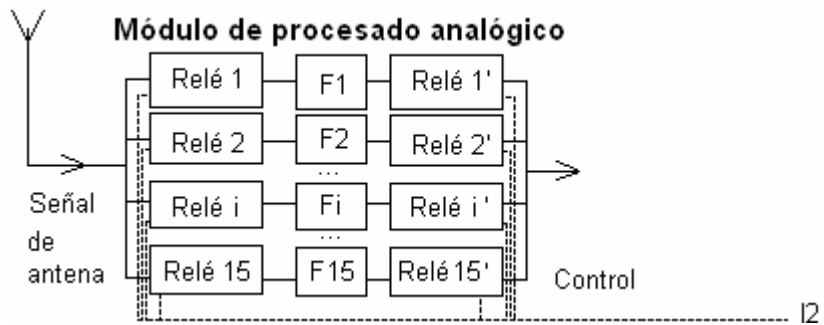 Módulo de procesado analógico
Relé 1 F1 Relé 1'
Relé 2 F2 Relé 2'
...
Señal
de
antena
Relé i Fi Relé i'
...
Relé 15 F15 Relé 15'
Control
I2